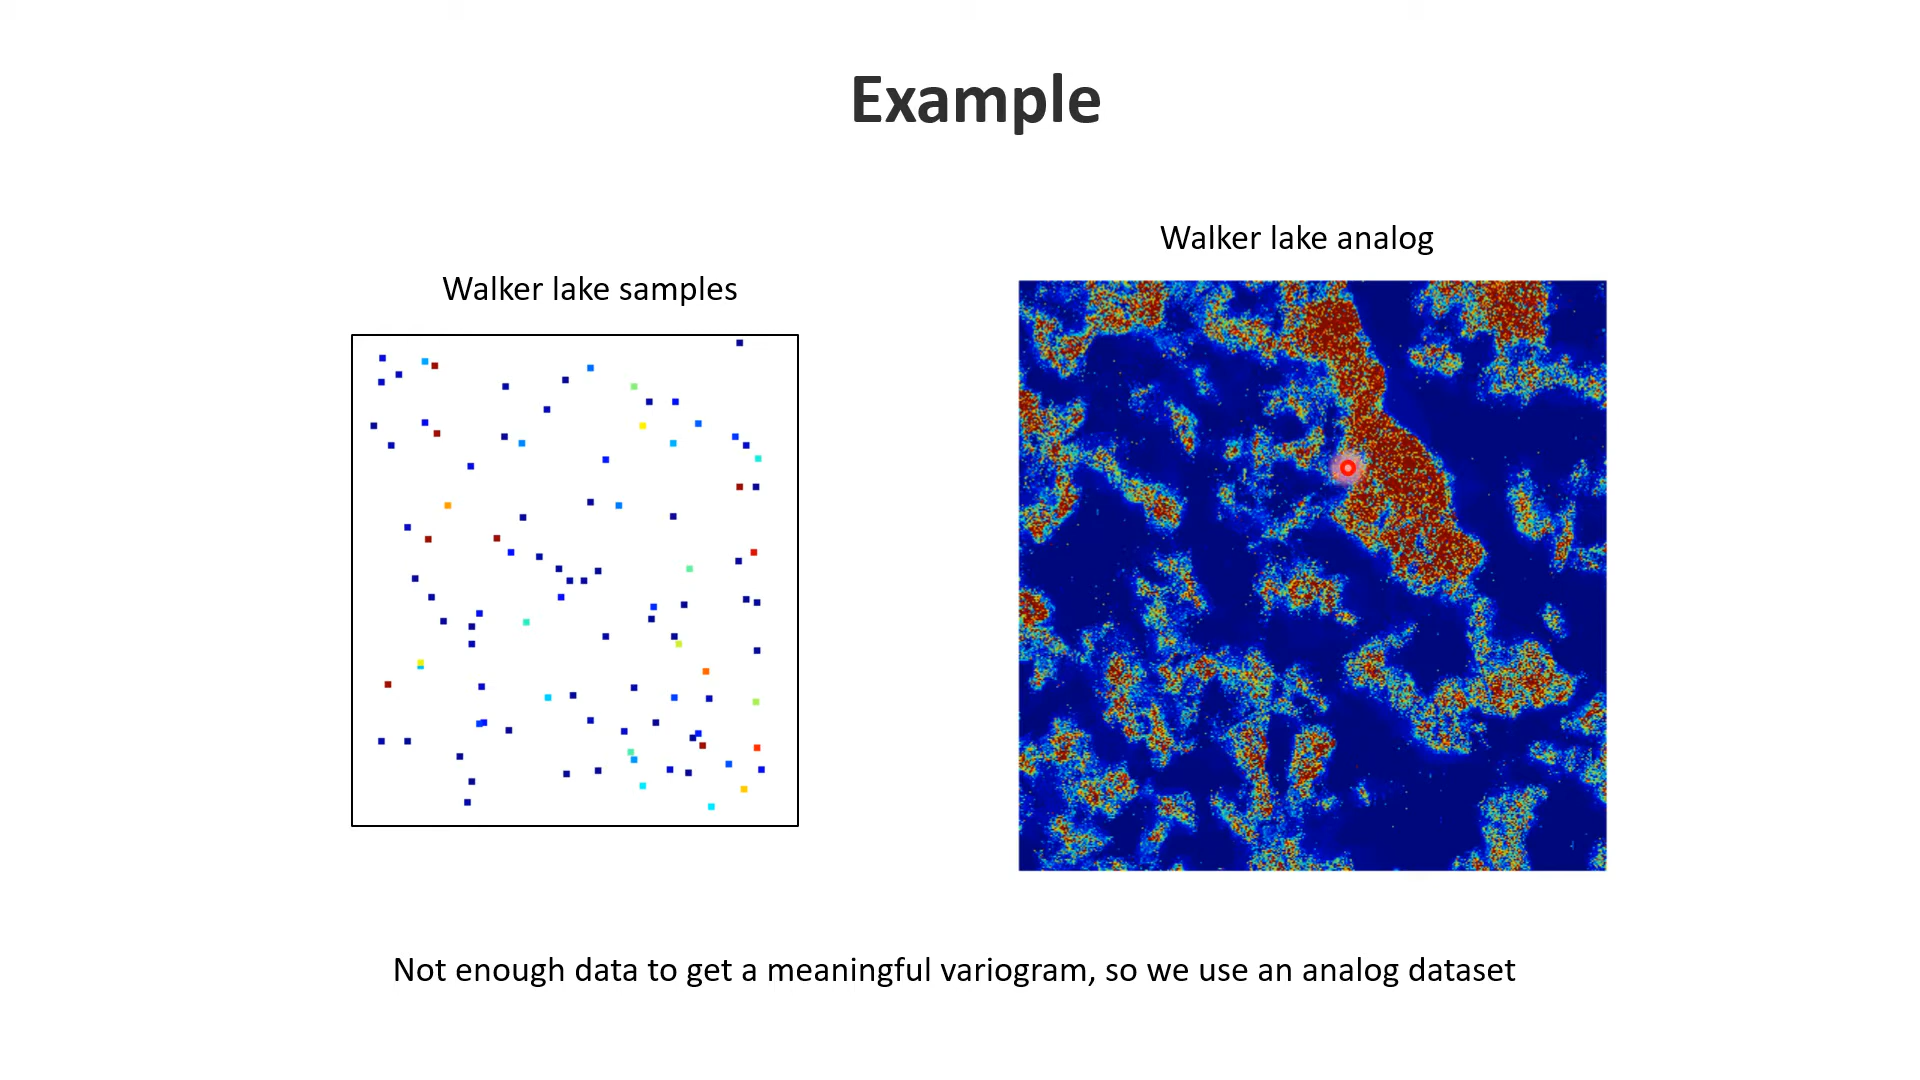 Example
Walker lake analog
Walker lake samples
Not enough data to get a meaningful variogram, so we use an analog dataset